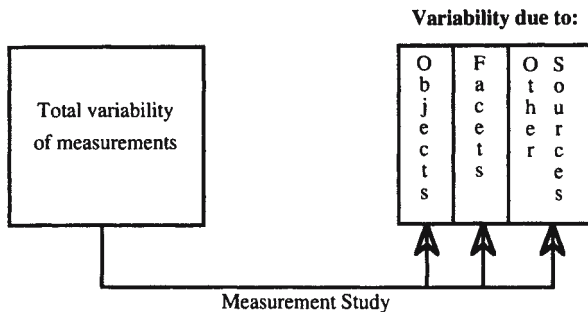 Variability due to:
Total variability
of measurements
Objects
Facets
Other
Sources
Measurement Study